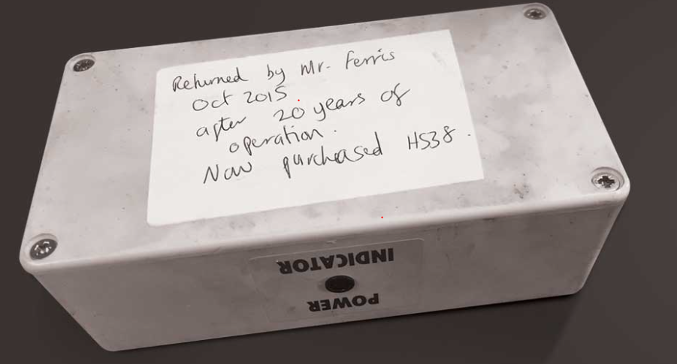 Returned by Mr. Ferris
Oct 2015
after 20 years of
operation.
Now purchased HS38.
POWER
INDICATOR